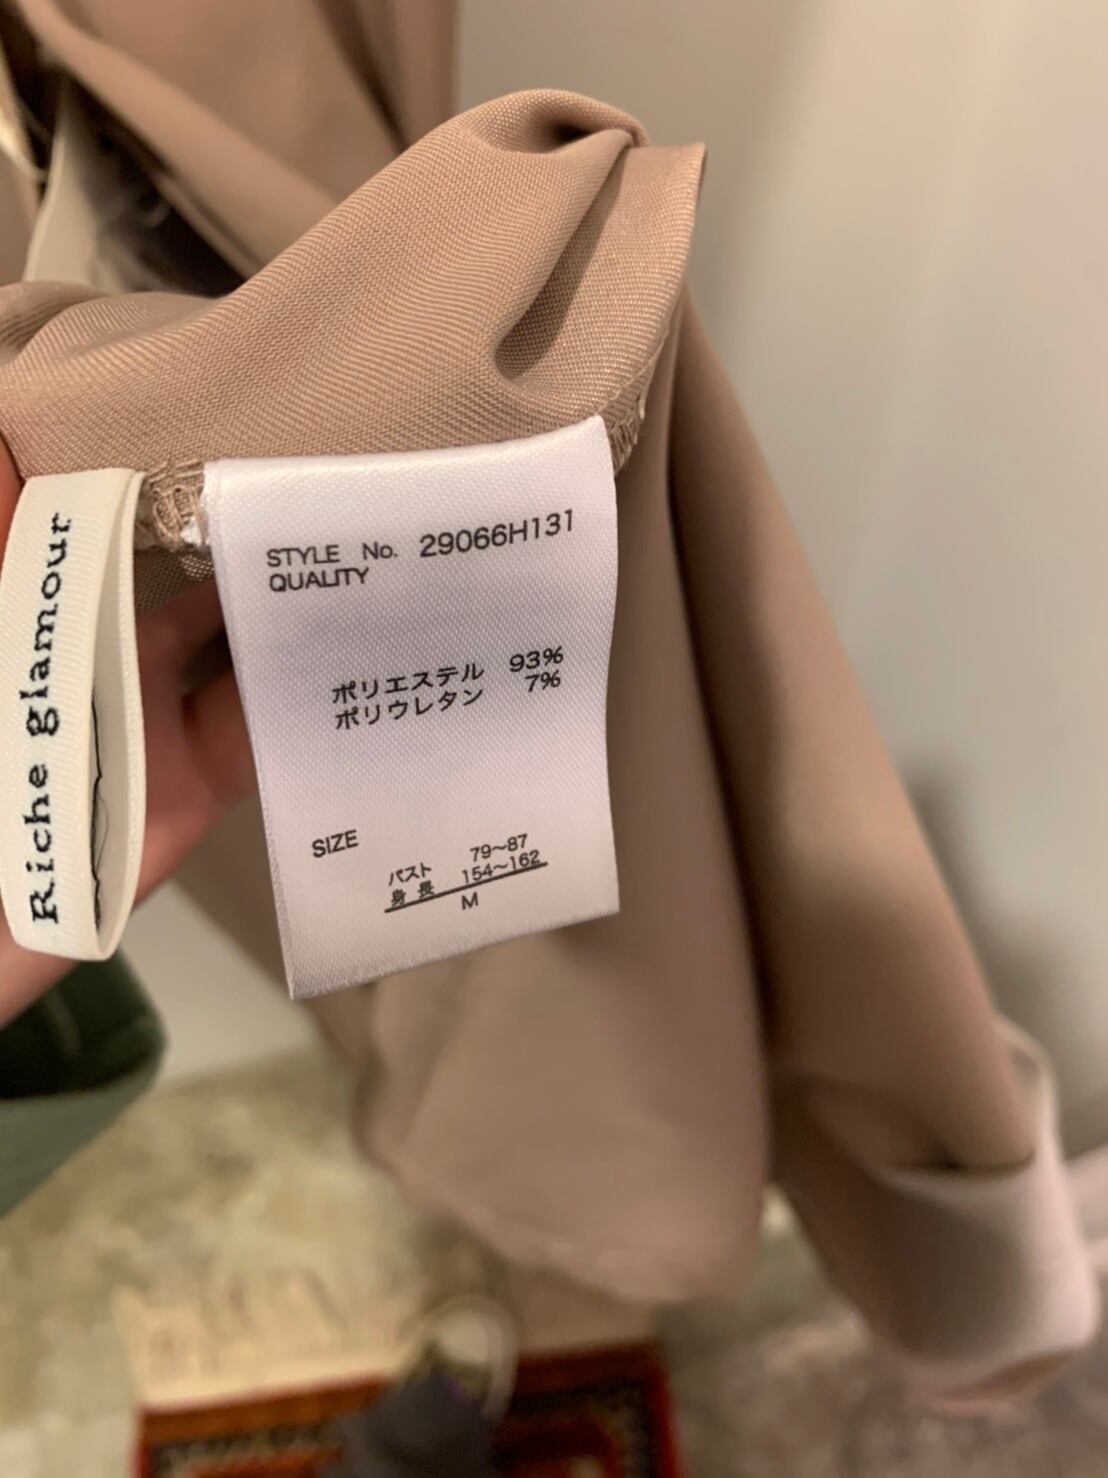 Riche glamour
STYLE No. 29066H131
QUALITY
ポリエステル 93%
ポリウレタン 7%
SIZE
バスト 79～87
身長 154～162
M